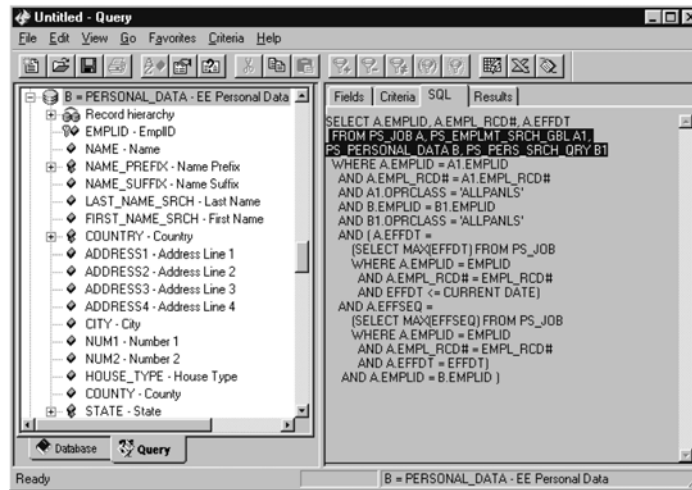 Untitled - Query
File Edit View Go Favorites Criteria Help
B = PERSONAL_DATA - EE Personal Data
Record hierarchy
EMPLID - EmplID
NAME - Name
NAME_PREFIX - Name Prefix
NAME_SUFFIX - Name Suffix
LAST_NAME_SRCH - Last Name
FIRST_NAME_SRCH - First Name
COUNTRY - Country
ADDRESS1 - Address Line 1
ADDRESS2 - Address Line 2
ADDRESS3 - Address Line 3
ADDRESS4 - Address Line 4
CITY - City
NUM1 - Number 1
NUM2 - Number 2
HOUSE_TYPE - House Type
COUNTY - County
STATE - State
Database Query
Fields Criteria SQL Results
SELECT A.EMPLID, A.EMPL_RCD#, A.EFFDT
FROM PS_JOB A, PS_EMPLMT_SRCH_GBL A1,
PS_PERSONAL_DATA B, PS_PERS_SRCH_QRY B1
WHERE A.EMPLID = A1.EMPLID
AND A.EMPL_RCD# = A1.EMPL_RCD#
AND A1.OPRCLASS = 'ALLPANLS'
AND B.EMPLID = B1.EMPLID
AND B1.OPRCLASS = 'ALLPANLS'
AND ( A.EFFDT =
(SELECT MAX(EFFDT) FROM PS_JOB
WHERE A.EMPLID = EMPLID
AND A.EMPL_RCD# = EMPL_RCD#
AND EFFDT <= CURRENT DATE)
AND A.EFFSEQ =
(SELECT MAX(EFFSEQ) FROM PS_JOB
WHERE A.EMPLID = EMPLID
AND A.EMPL_RCD# = EMPL_RCD#
AND A.EFFDT = EFFDT)
AND A.EMPLID = B.EMPLID )
Ready
B = PERSONAL_DATA - EE Personal Data